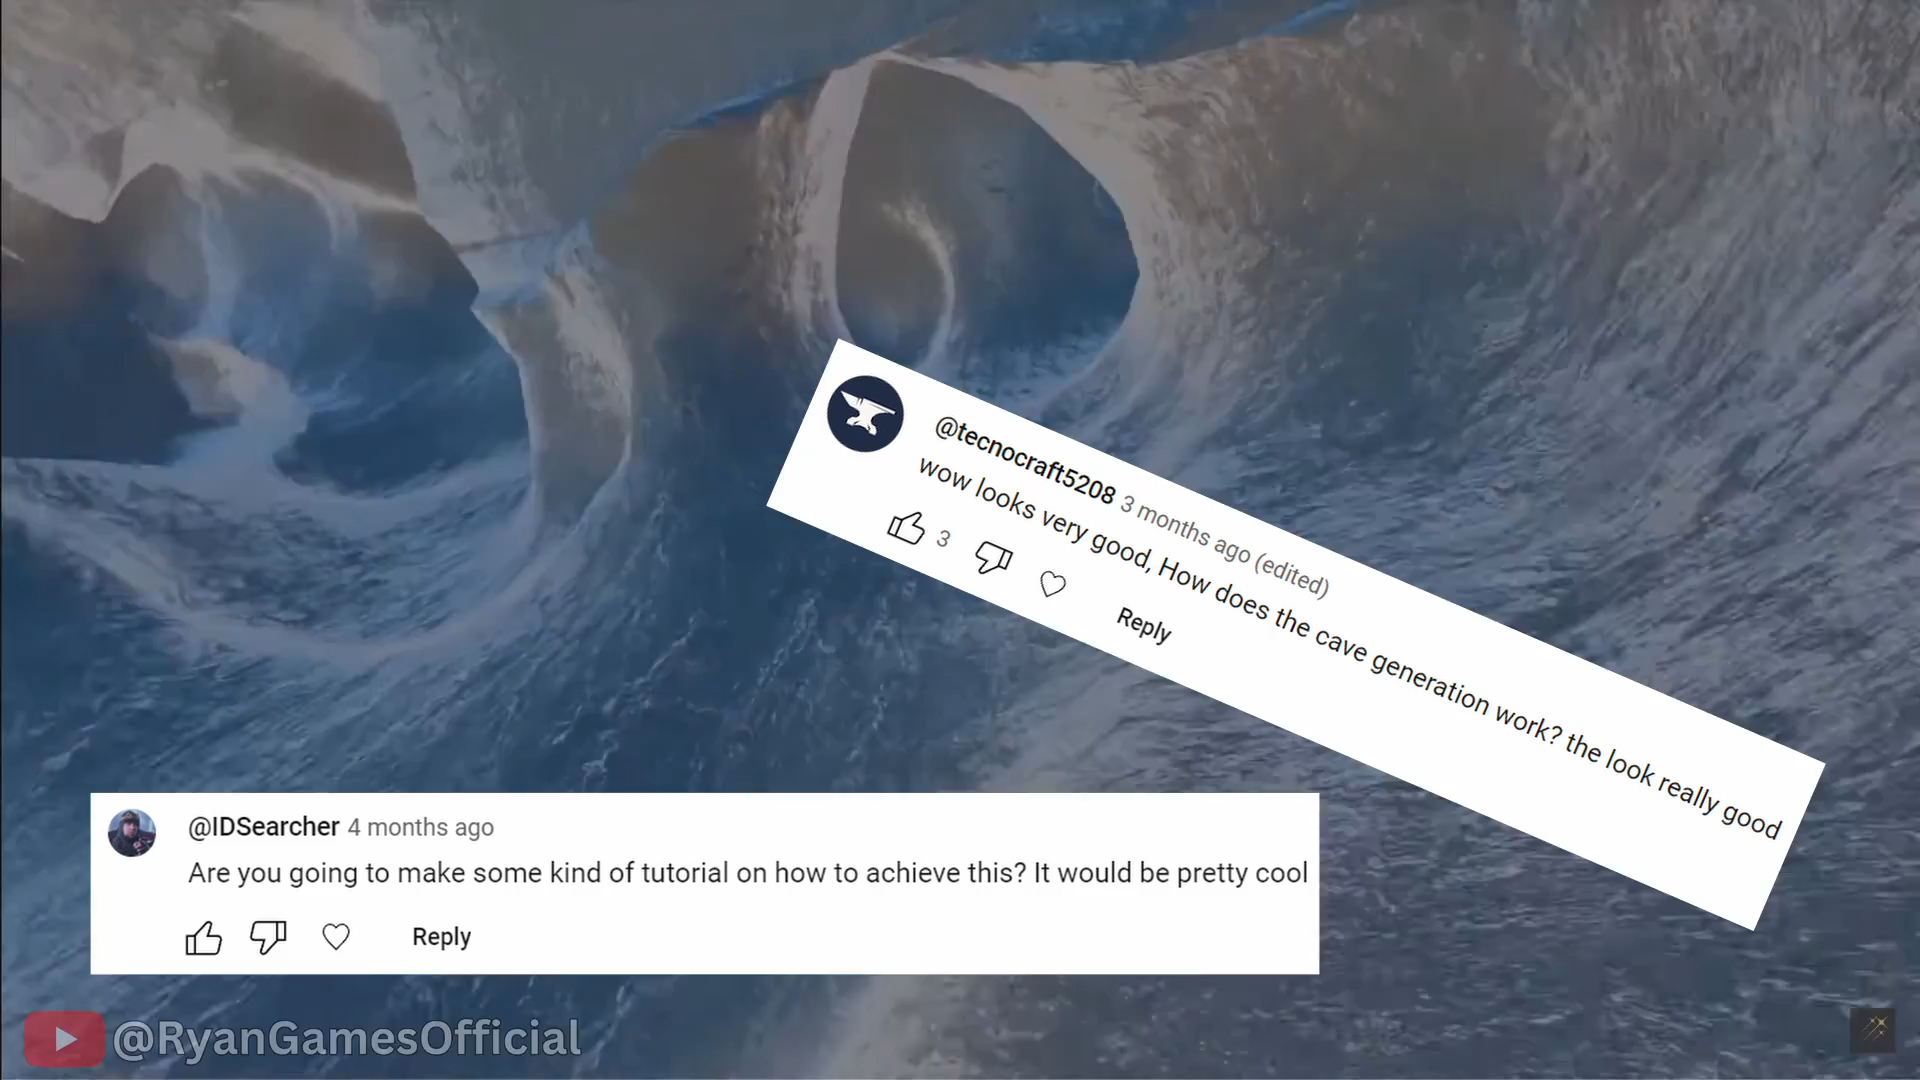 @tecnocraft5208 3 months ago (edited)
wow looks very good, How does the cave generation work? the look really good
3
Reply
@IDSearcher 4 months ago
Are you going to make some kind of tutorial on how to achieve this? It would be pretty cool
Reply
@RyanGamesOfficial